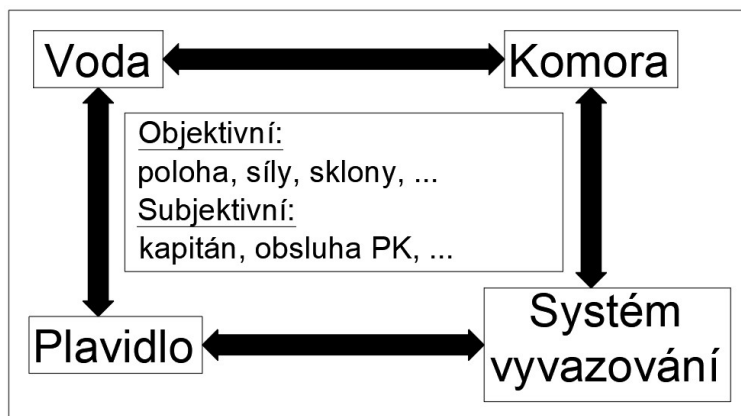 Voda
Komora
Objektivní:
poloha, síly, sklony, ...
Subjektivní:
kapitán, obsluha PK, ...
Plavidlo
Systém
vyvazování